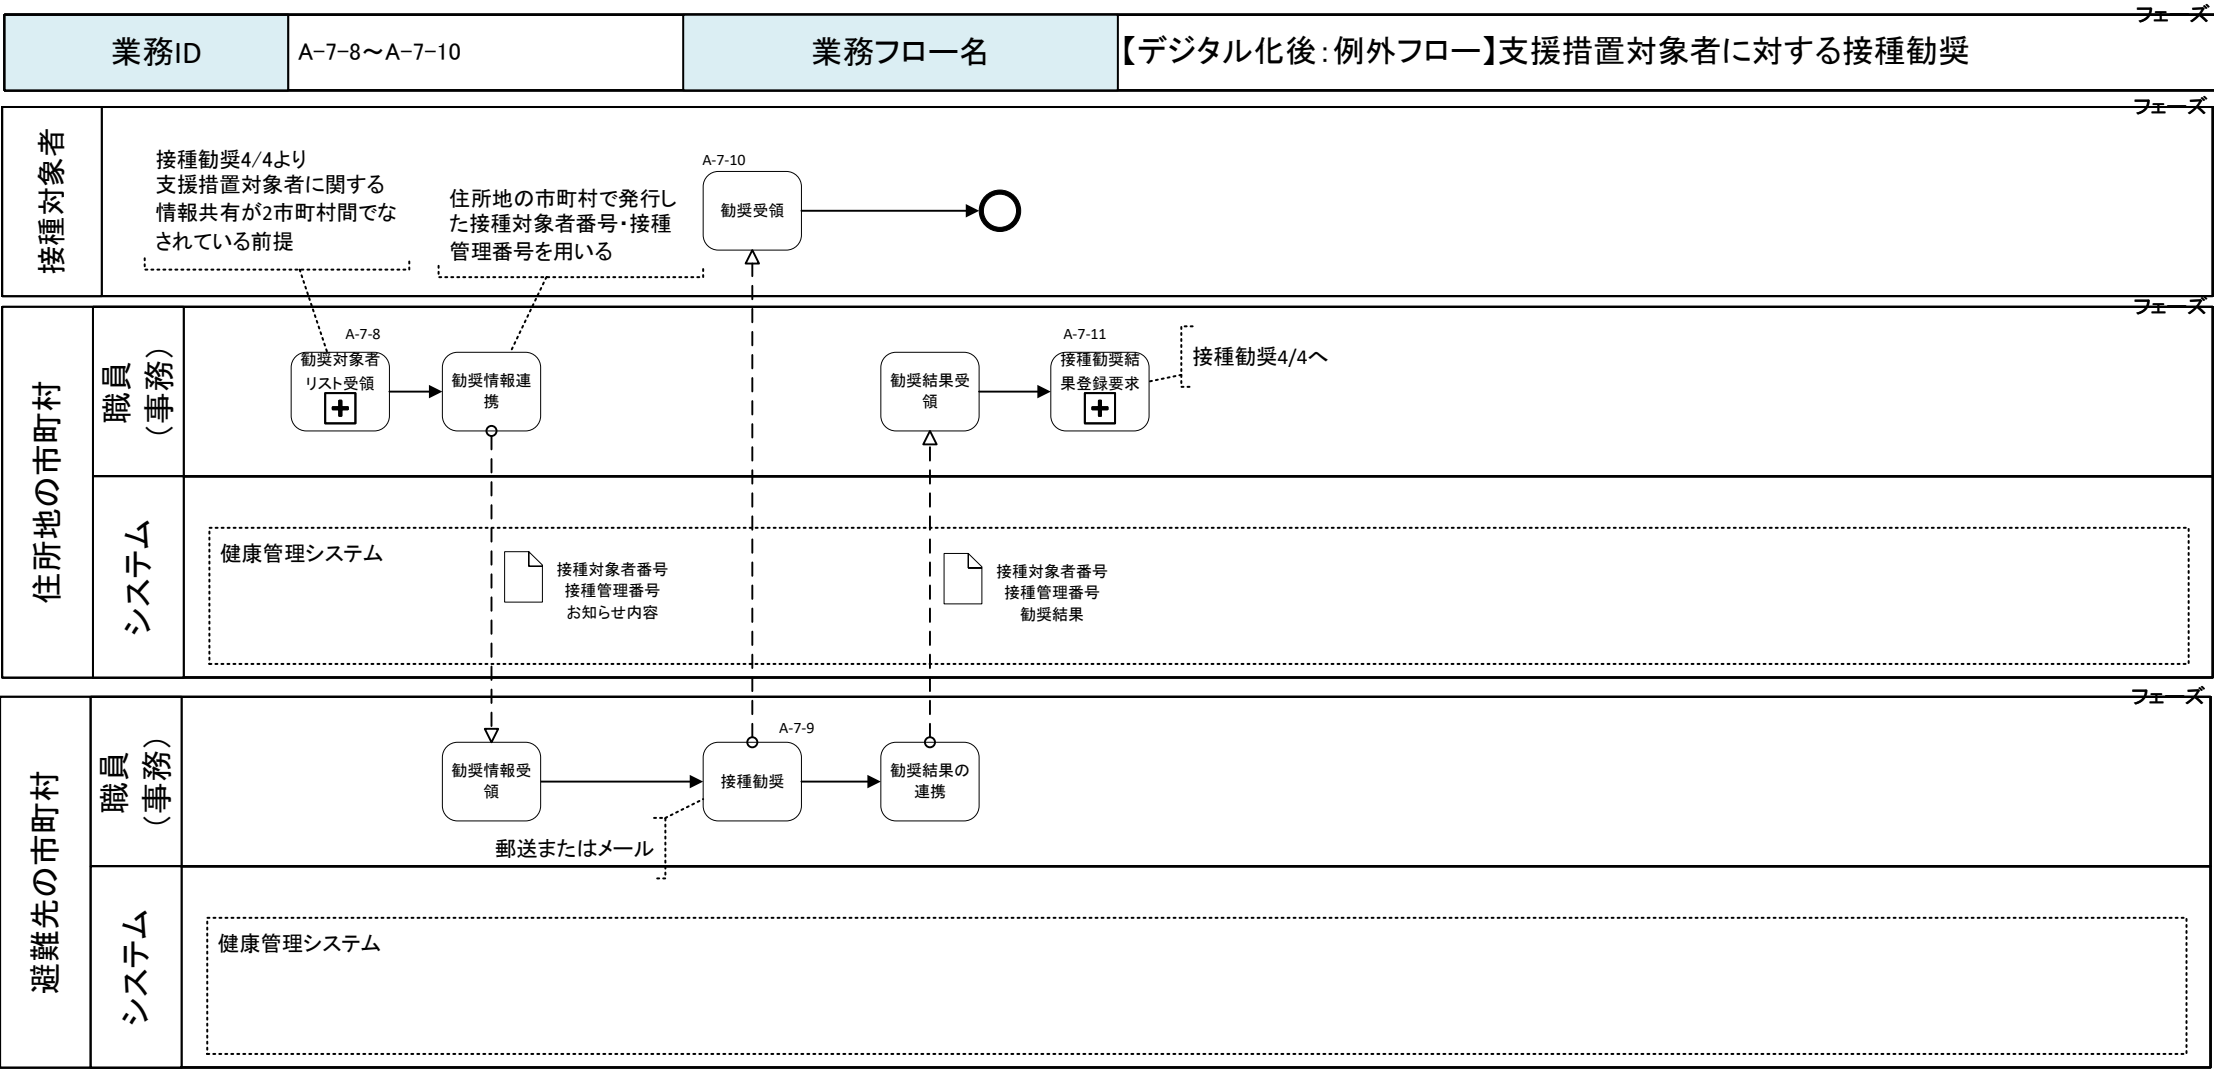 フェーズ
業務ID
A-7-8～A-7-10
業務フロー名
【デジタル化後：例外フロー】支援措置対象者に対する接種勧奨
フェーズ
接種対象者
接種勧奨4/4より
支援措置対象者に関する
情報共有が2市町村間でな
されている前提
住所地の市町村で発行し
た接種対象者番号・接種
管理番号を用いる
A-7-10
勧奨受領
フェーズ
住所地の市町村
職員
（事務）
A-7-8
勧奨対象者
リスト受領
勧奨情報連
携
勧奨結果受
領
A-7-11
接種勧奨結
果登録要求
接種勧奨4/4へ
システム
健康管理システム
接種対象者番号
接種管理番号
お知らせ内容
接種対象者番号
接種管理番号
勧奨結果
フェーズ
避難先の市町村
職員
（事務）
勧奨情報受
領
A-7-9
接種勧奨
勧奨結果の
連携
郵送またはメール
システム
健康管理システム